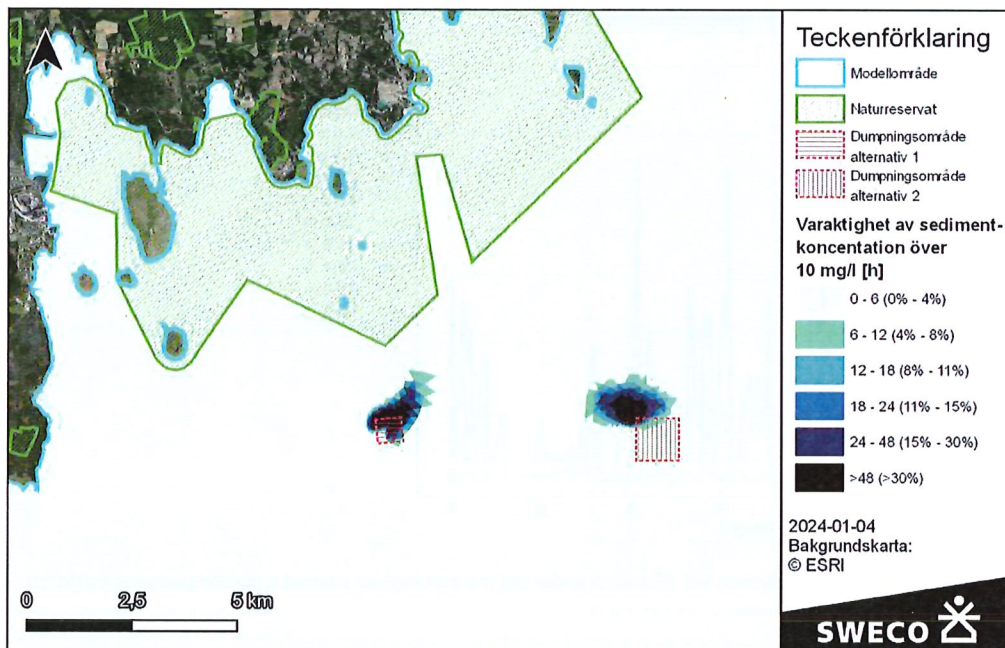 Teckenförklaring
Modellområde
Naturreservat
Dumpningsområde
alternativ 1
Dumpningsområde
alternativ 2
Varaktighet av sediment-
koncentation över
10 mg/l [h]
0 - 6 (0% - 4%)
6 - 12 (4% - 8%)
12 - 18 (8% - 11%)
18 - 24 (11% - 15%)
24 - 48 (15% - 30%)
>48 (>30%)
2024-01-04
Bakgrundskarta:
© ESRI
0 2,5 5 km
SWECO